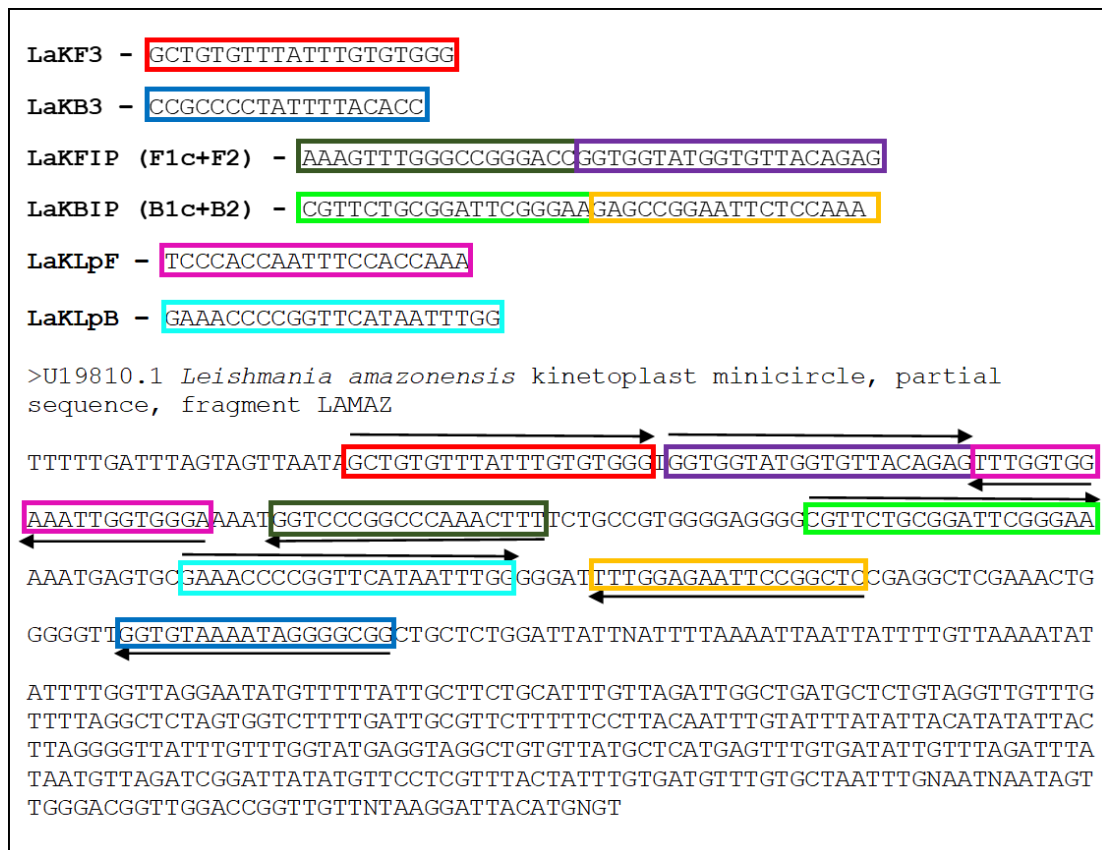 LaKF3 – GCTGTGTTTATTTGTGTGGG
LaKB3 – CCGCCCCTATTTTACACC
LaKFIP (F1c+F2) - AAAGTTTGGGCCGGGACCGGTGGTATGGTGTTACAGAG
LaKBIP (B1c+B2) -CGTTCTGCGGATTCGGGAAGAGCCGGAATTCTCCAAA
LaKLpF – TCCCACCAATTTCCACCAAA
LaKLpB – GAAACCCCGGTTCATAATTTGG
>U19810.1 Leishmania amazonensis kinetoplast minicircle, partial
sequence, fragment LAMAZ
TTTTTGATTTAGTAGTTAATAGCTGTGTTTATTTGTGTGGGTGGTGGTATGGTGTTACAGAGTTTGGTGG
AAATTGGTGGGAAAATGGTCCCGGCCCAAACTTTTCTGCCGTGGGGAGGGGCGTTCTGCGGATTCGGGAA
AAATGAGTGCGAAACCCCGGTTCATAATTTGGGGGATTTTGGAGAATTCCGGCTCCGAGGCTCGAAACTG
GGGGTTGGTGTAAAATAGGGGCGGCTGCTCTGGATTATTNATTTTAAAATTAATTATTTTGTTAAAATAT
ATTTTGGTTAGGAATATGTTTTTATTGCTTCTGCATTTGTTAGATTGGCTGATGCTCTGTAGGTTGTTTG
TTTTAGGCTCTAGTGGTCTTTTGATTGCGTTCTTTTTCCTTACAATTTGTATTTATATTACATATATTAC
TTAGGGGTTATTTGTTTGGTATGAGGTAGGCTGTGTTATGCTCATGAGTTTGTGATATTGTTTAGATTTA
TAATGTTAGATCGGATTATATGTTCCTCGTTTACTATTTGTGATGTTTGTGCTAATTTGNAATNAATAGT
TGGGACGGTTGGACCGGTTGTTNTAAGGATTACATGNGT